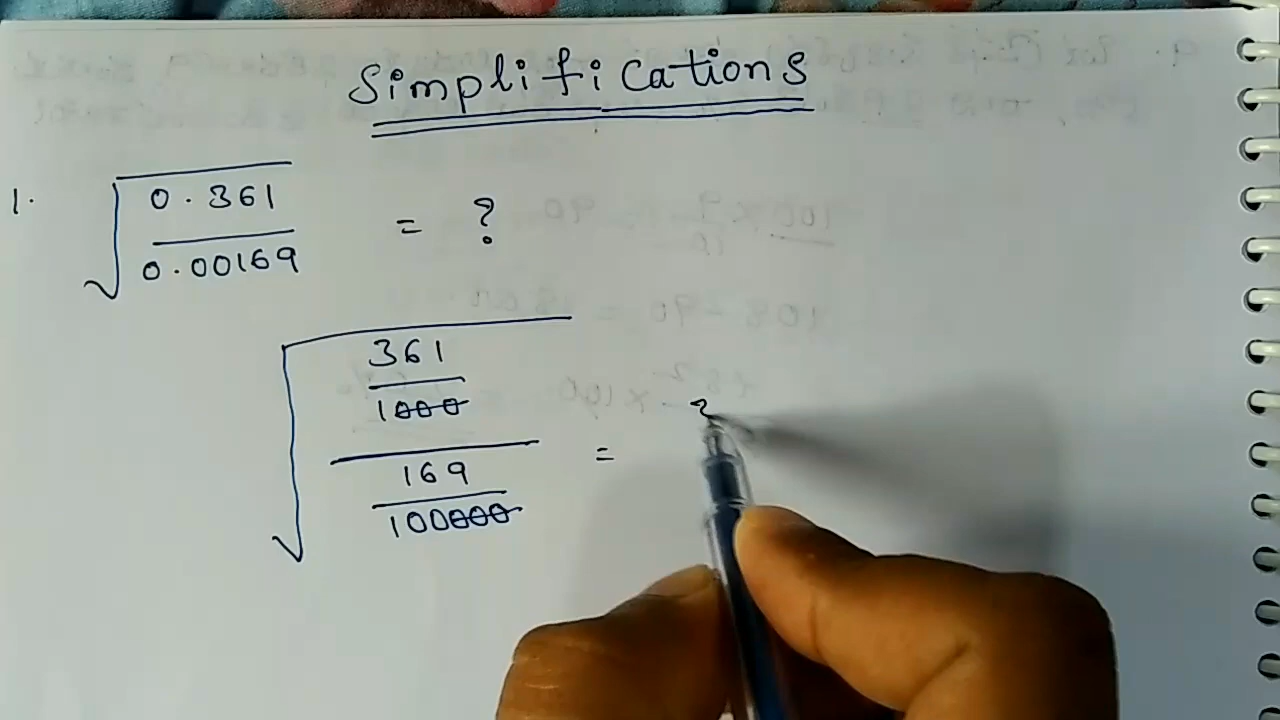 Simplifications
1. √(0.361 / 0.00169) = ?
√((361 / 1000) / (169 / 100000)) =